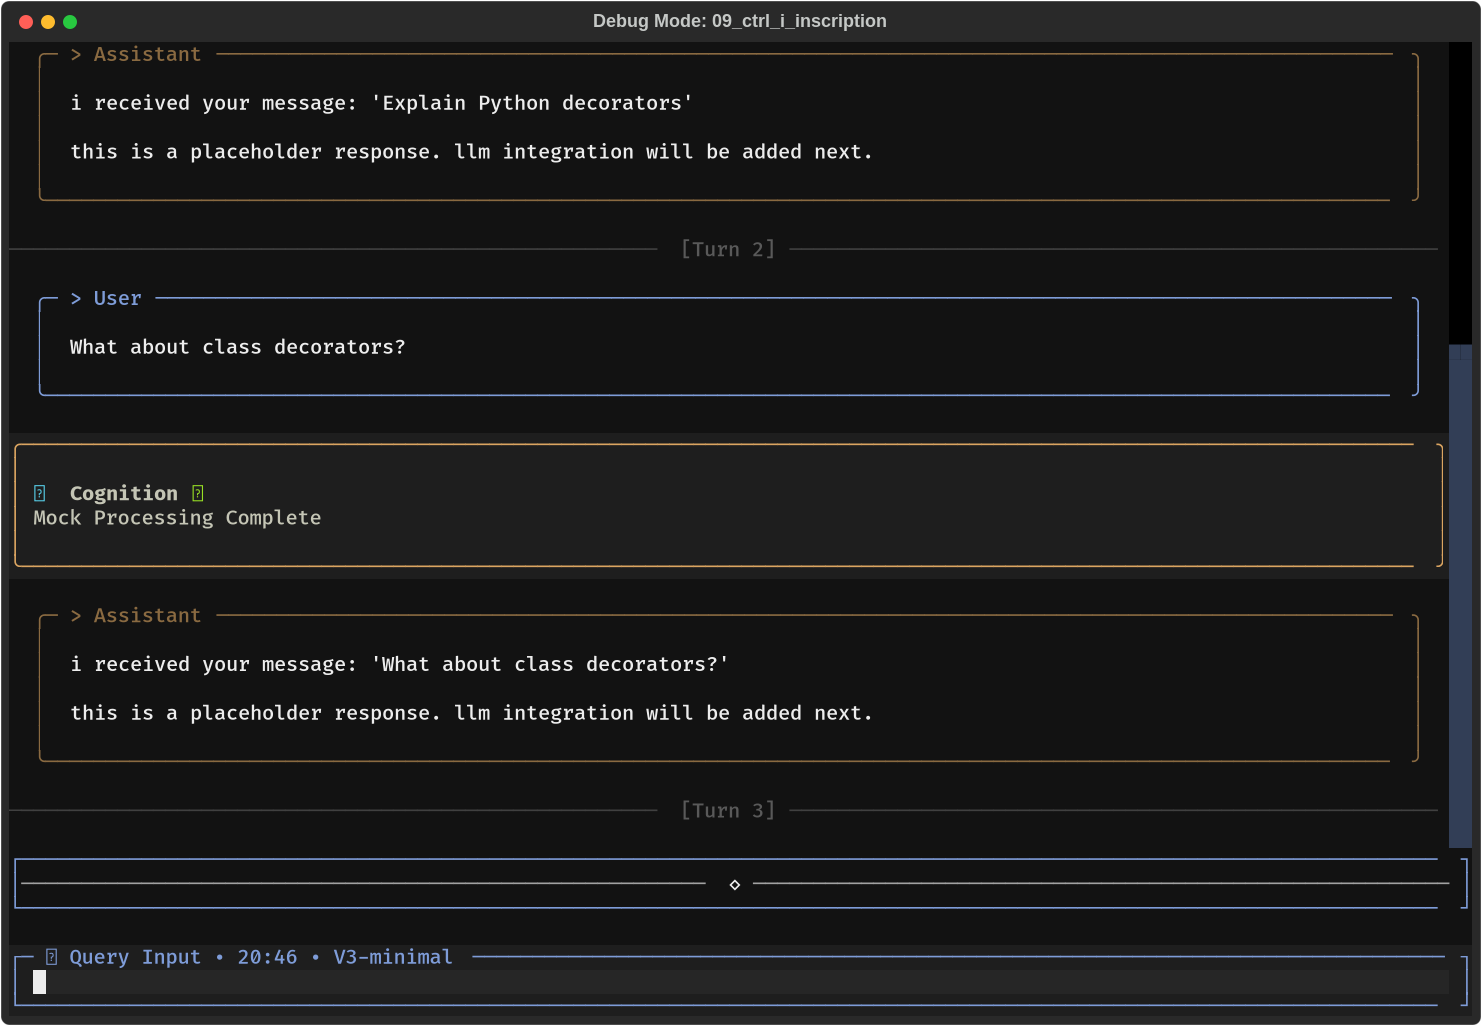 Debug Mode: 09_ctrl_i_inscription
> Assistant
i received your message: 'Explain Python decorators'
this is a placeholder response. llm integration will be added next.
[Turn 2]
> User
What about class decorators?
Cognition
Mock Processing Complete
> Assistant
i received your message: 'What about class decorators?'
this is a placeholder response. llm integration will be added next.
[Turn 3]
Query Input • 20:46 • V3-minimal